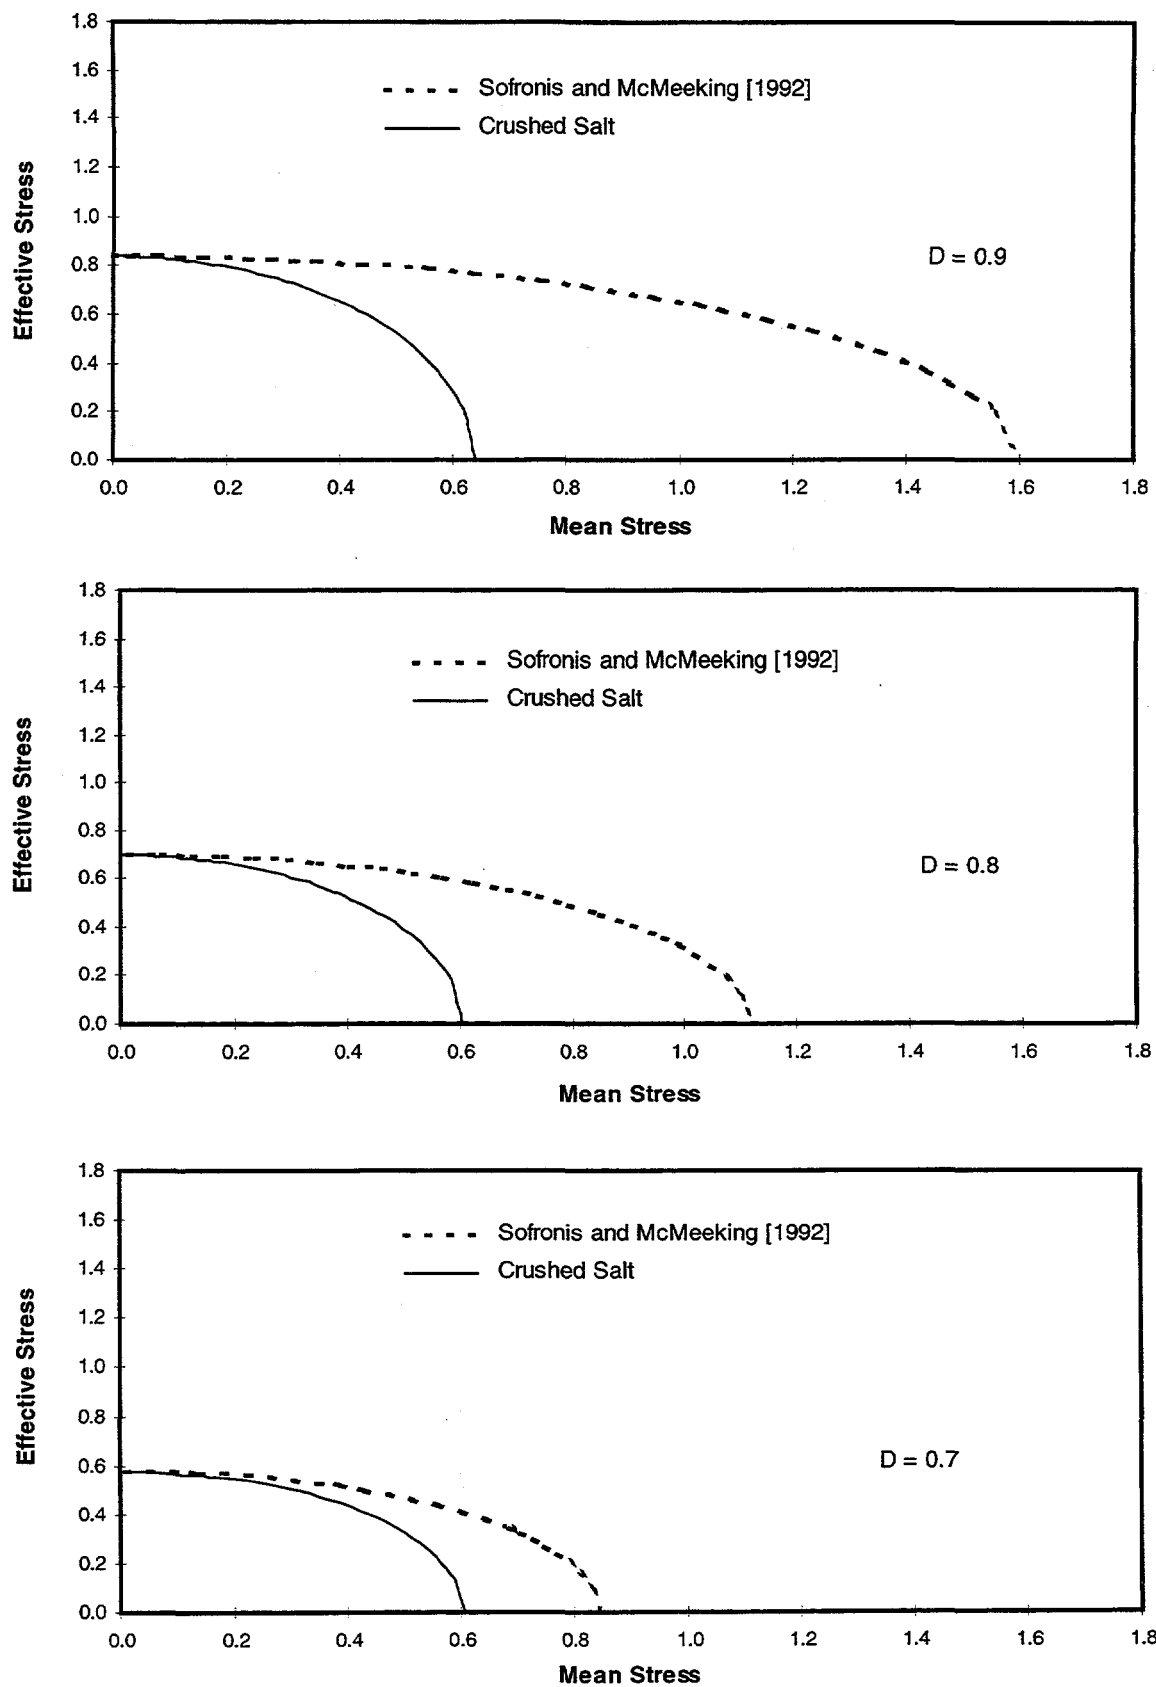 1.8
1.6
Sofronis and McMeeking [1992]
1.4
Crushed Salt
1.2
Effective Stress
1.0
D = 0.9
0.8
0.6
0.4
0.2
0.0
0.0 0.2 0.4 0.6 0.8 1.0 1.2 1.4 1.6 1.8
Mean Stress
1.8
1.6
Sofronis and McMeeking [1992]
1.4
Crushed Salt
1.2
Effective Stress
1.0
0.8
D = 0.8
0.6
0.4
0.2
0.0
0.0 0.2 0.4 0.6 0.8 1.0 1.2 1.4 1.6 1.8
Mean Stress
1.8
1.6
Sofronis and McMeeking [1992]
1.4
Crushed Salt
1.2
Effective Stress
1.0
0.8
D = 0.7
0.6
0.4
0.2
0.0
0.0 0.2 0.4 0.6 0.8 1.0 1.2 1.4 1.6 1.8
Mean Stress